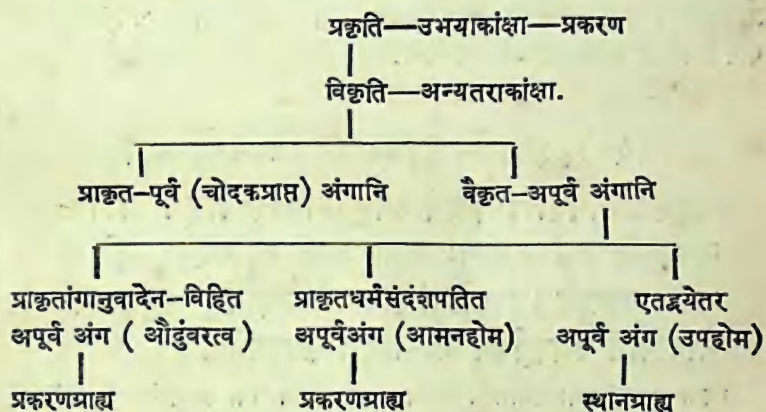 प्रकृति—उभयाकांक्षा—प्रकरण
विकृति—अन्यतराकांक्षा.
प्राकृत-पूर्व (चोदकप्राप्त) अंगानि वैकृत-अपूर्व अंगानि
प्राकृतांगानुवादेन-विहित प्राकृतधर्मसंदंशपतित एतद्द्वयेतर
अपूर्व अंग ( औदुंबरत्व ) अपूर्वअंग (आमनहोम) अपूर्व अंग (उपहोम)
प्रकरणग्राह्य प्रकरणग्राह्य स्थानग्राह्य